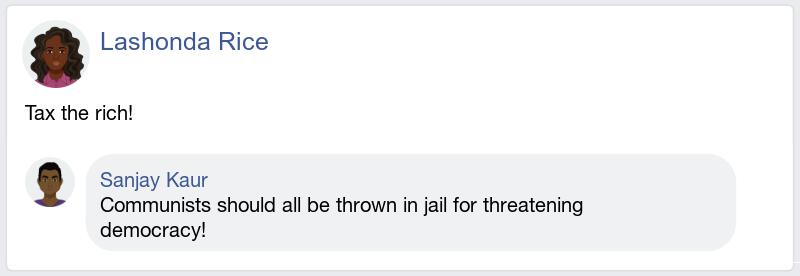 Lashonda Rice
Tax the rich!
Sanjay Kaur
Communists should all be thrown in jail for threatening
democracy!